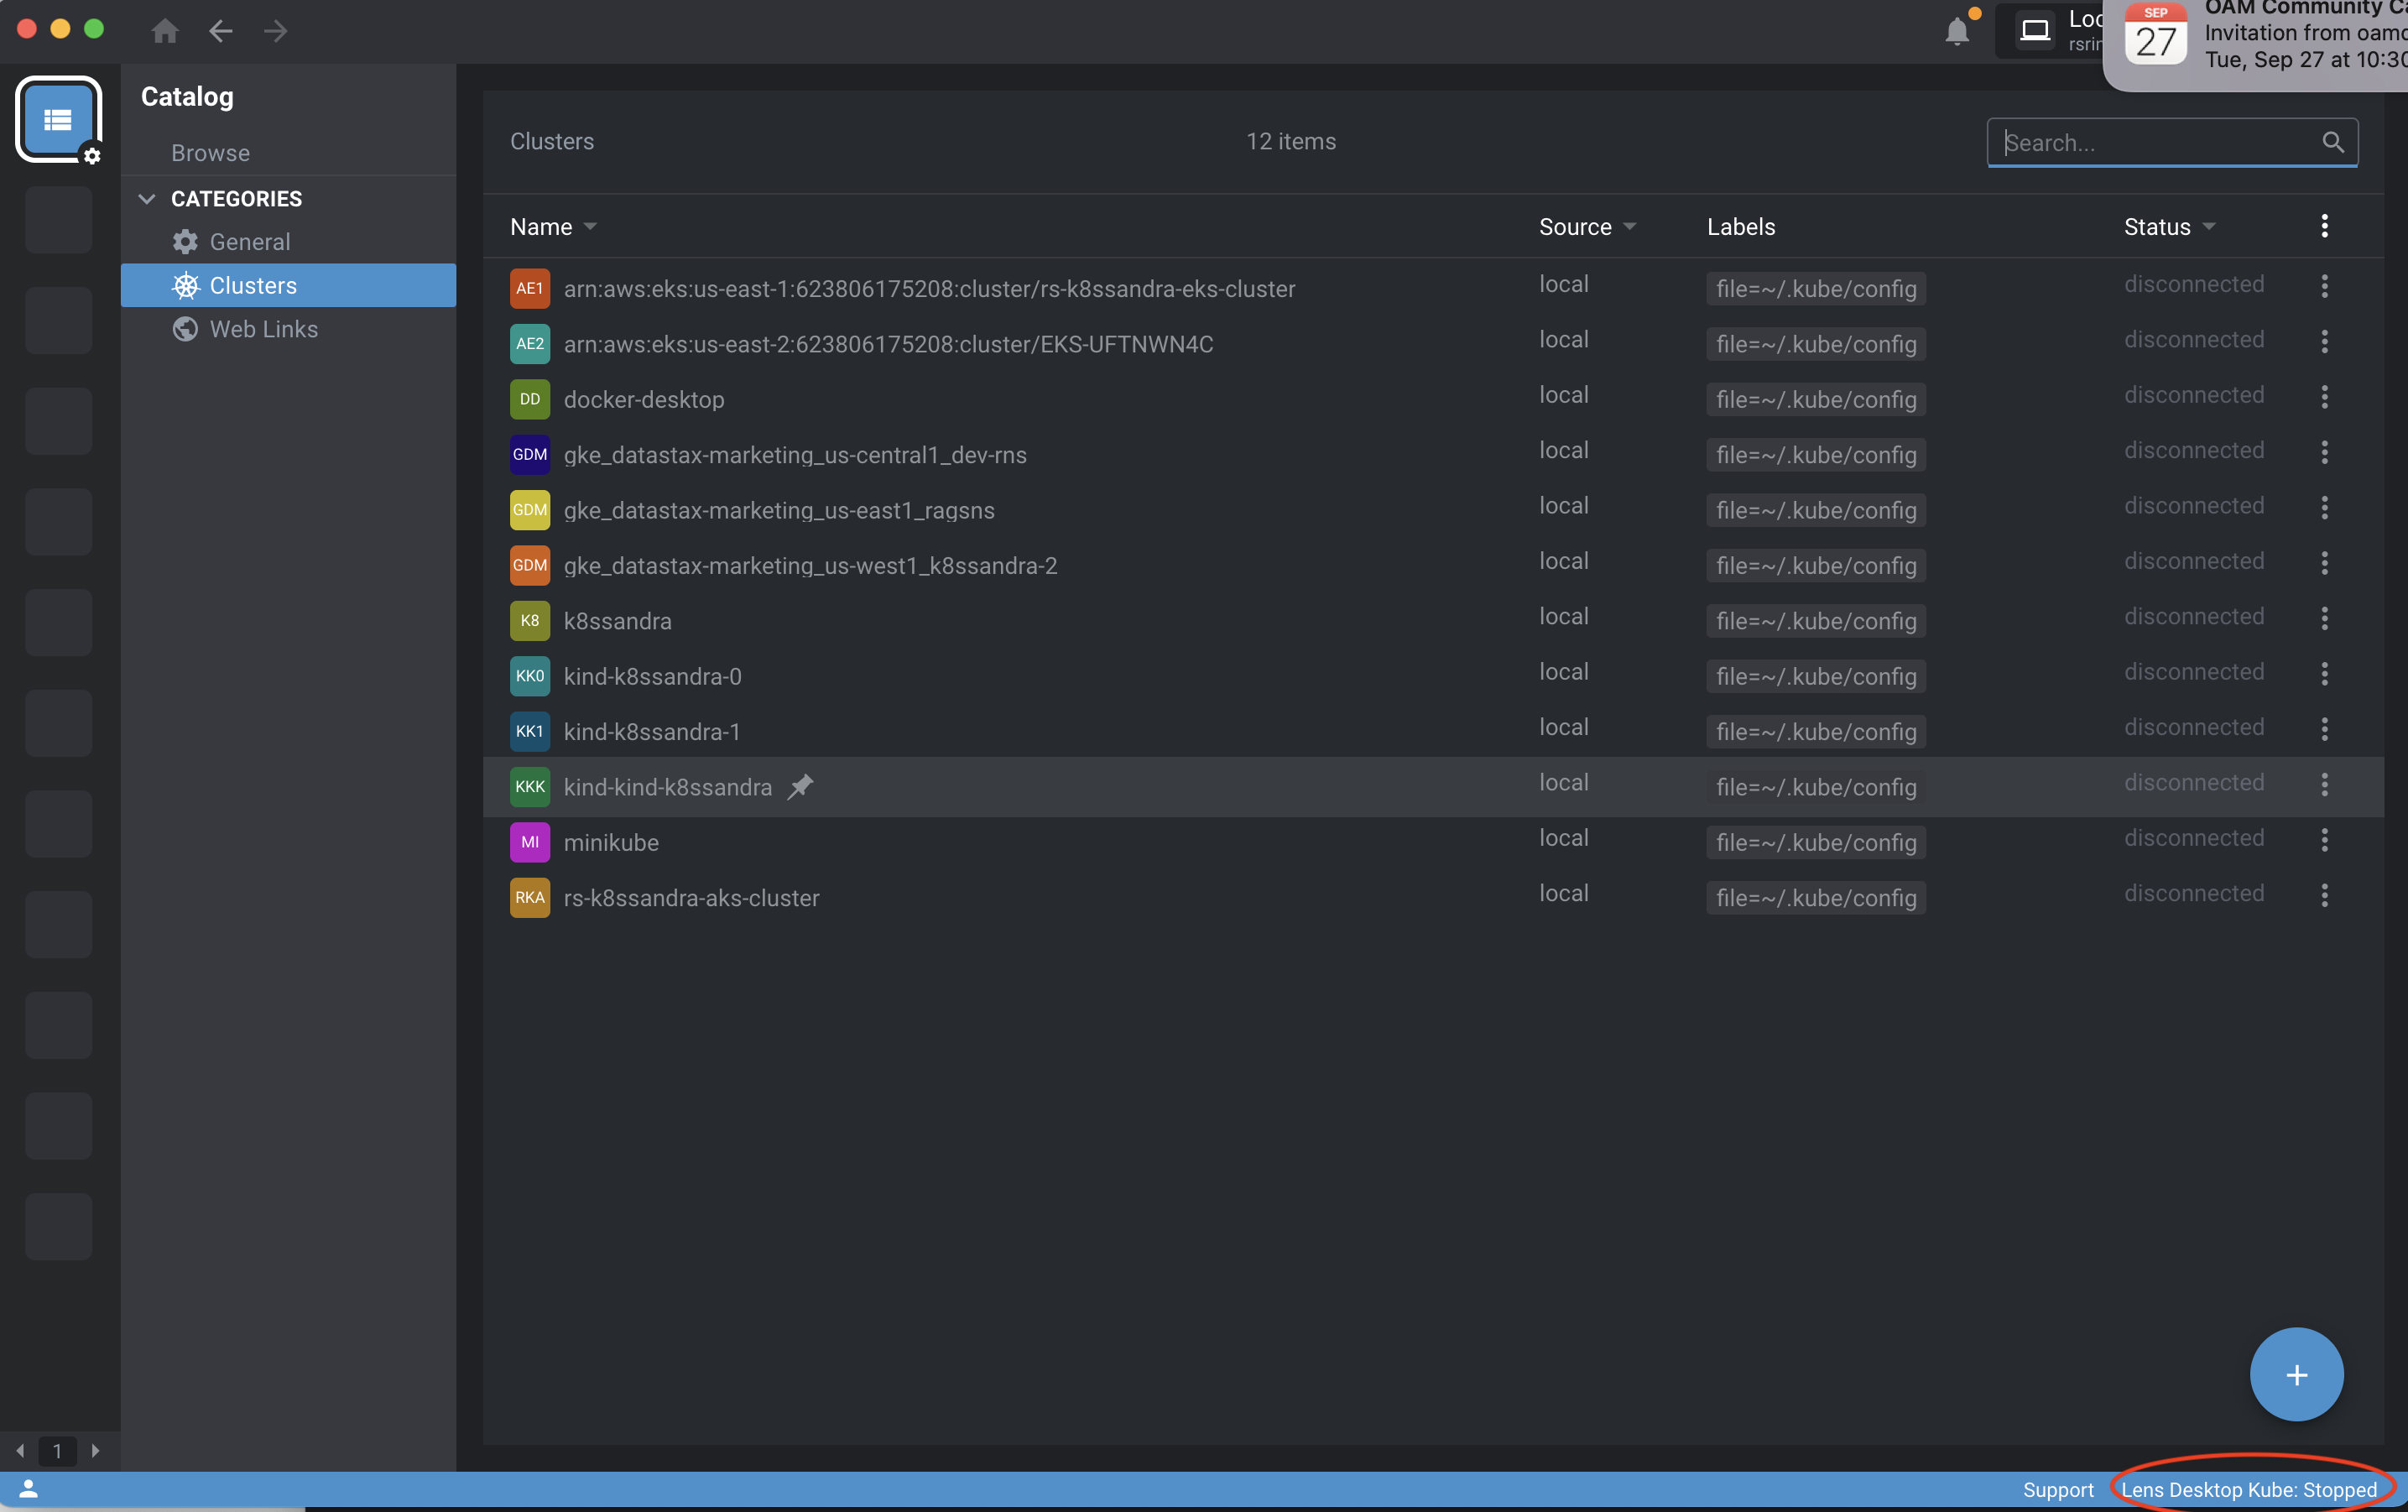 Loc
rsrin
SEP
27
OAM Community Ca
Invitation from oamc
Tue, Sep 27 at 10:30
Catalog
Browse
CATEGORIES
General
Clusters
Web Links
Clusters 12 items Search...
Name Source Labels Status
AE1 arn:aws:eks:us-east-1:623806175208:cluster/rs-k8ssandra-eks-cluster local file=~/.kube/config disconnected
AE2 arn:aws:eks:us-east-2:623806175208:cluster/EKS-UFTNWN4C local file=~/.kube/config disconnected
DD docker-desktop local file=~/.kube/config disconnected
GDM gke_datastax-marketing_us-central1_dev-rns local file=~/.kube/config disconnected
GDM gke_datastax-marketing_us-east1_ragsns local file=~/.kube/config disconnected
GDM gke_datastax-marketing_us-west1_k8ssandra-2 local file=~/.kube/config disconnected
K8 k8ssandra local file=~/.kube/config disconnected
KK0 kind-k8ssandra-0 local file=~/.kube/config disconnected
KK1 kind-k8ssandra-1 local file=~/.kube/config disconnected
KKK kind-kind-k8ssandra local file=~/.kube/config disconnected
MI minikube local file=~/.kube/config disconnected
RKA rs-k8ssandra-aks-cluster local file=~/.kube/config disconnected
1
Support Lens Desktop Kube: Stopped